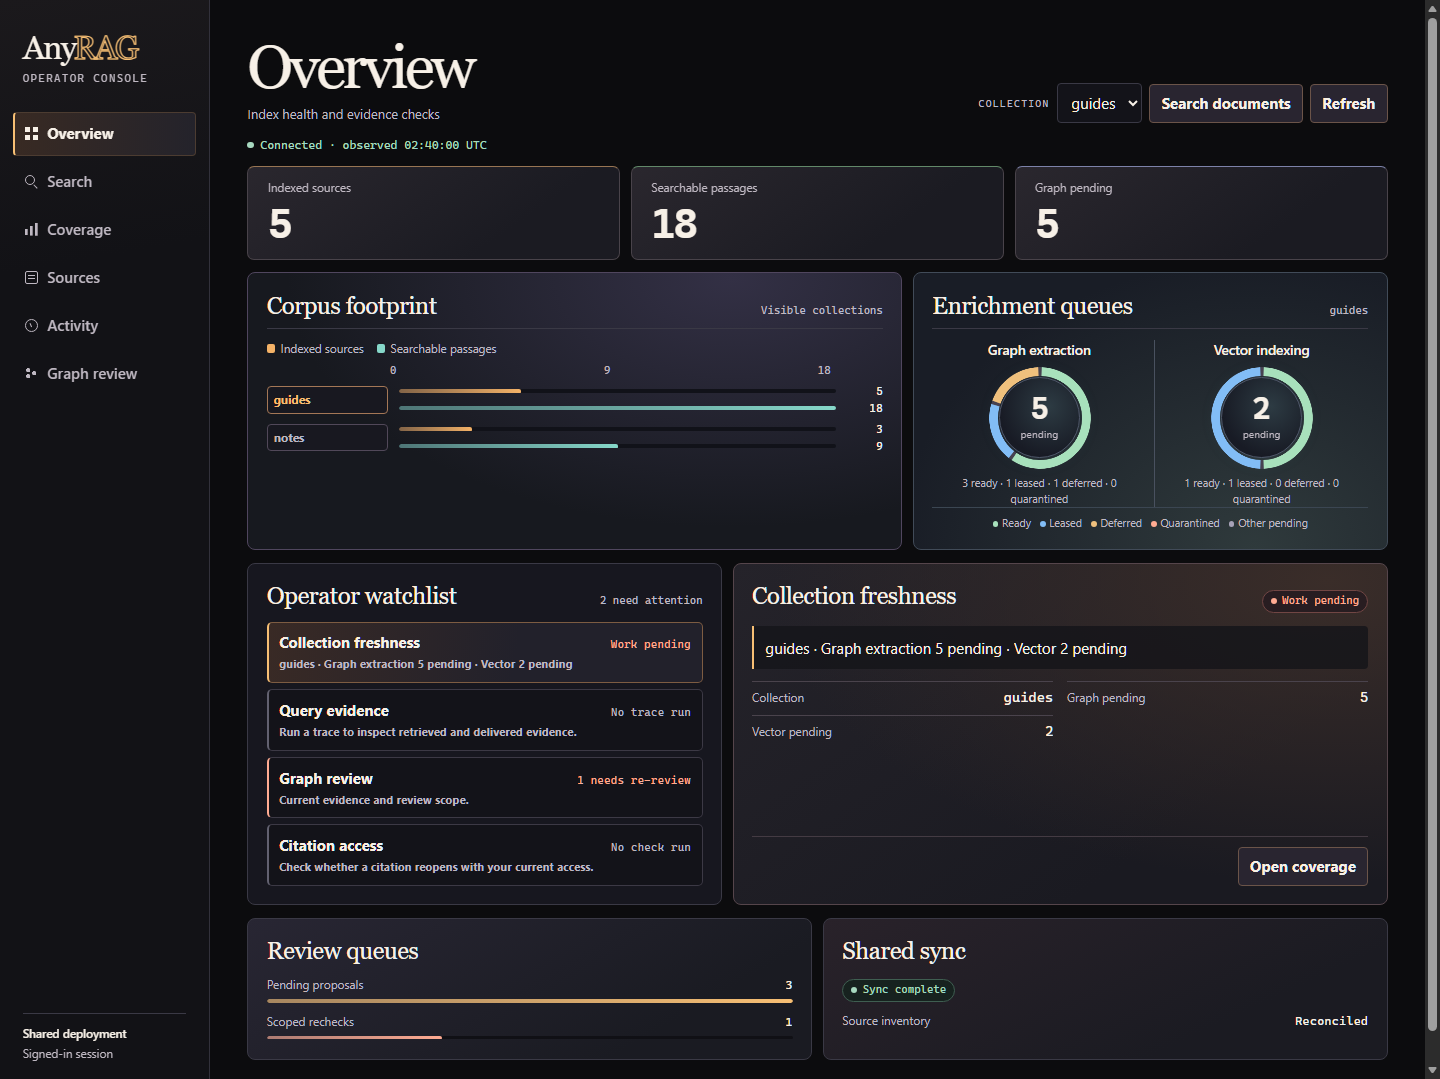 AnyRAG
OPERATOR CONSOLE
Overview
Search
Coverage
Sources
Activity
Graph review
Shared deployment
Signed-in session
Overview
Index health and evidence checks
Connected · observed 02:40:00 UTC
COLLECTION
guides
Search documents
Refresh
Indexed sources
5
Searchable passages
18
Graph pending
5
Corpus footprint
Visible collections
Indexed sources
Searchable passages
0 9 18
guides
5
18
notes
3
9
Enrichment queues
guides
Graph extraction
5
pending
3 ready · 1 leased · 1 deferred · 0
quarantined
Vector indexing
2
pending
1 ready · 1 leased · 0 deferred · 0
quarantined
Ready Leased Deferred Quarantined Other pending
Operator watchlist
2 need attention
Collection freshness Work pending
guides · Graph extraction 5 pending · Vector 2 pending
Query evidence No trace run
Run a trace to inspect retrieved and delivered evidence.
Graph review 1 needs re-review
Current evidence and review scope.
Citation access No check run
Check whether a citation reopens with your current access.
Collection freshness
Work pending
guides · Graph extraction 5 pending · Vector 2 pending
Collection guides
Graph pending 5
Vector pending 2
Open coverage
Review queues
Pending proposals 3
Scoped rechecks 1
Shared sync
Sync complete
Source inventory Reconciled